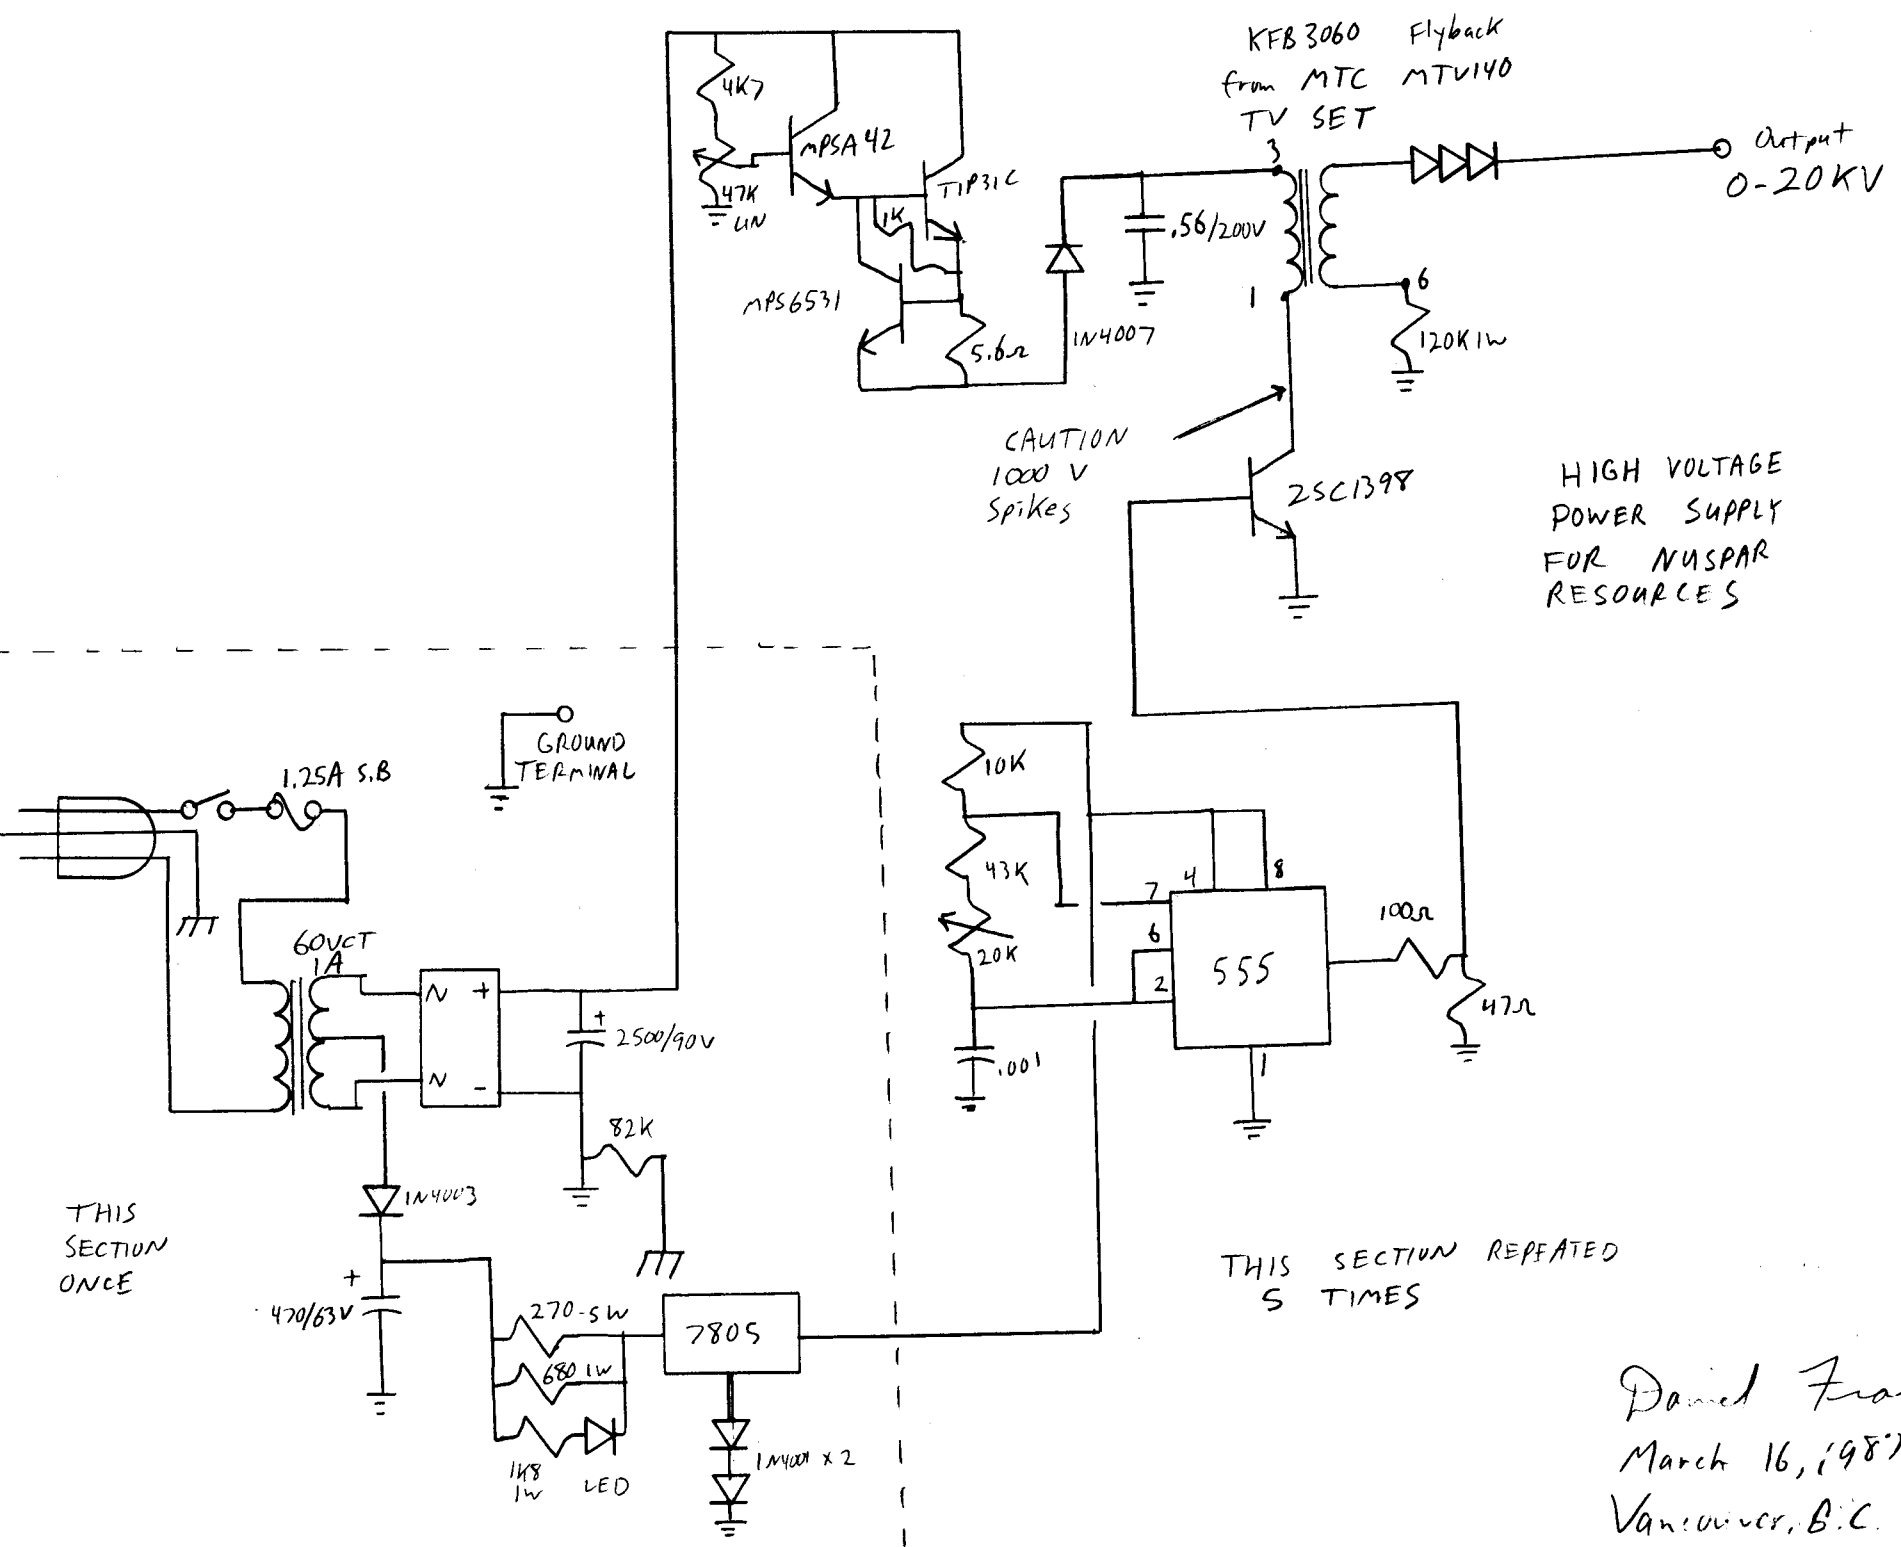 KFB3060 Flyback
from MTC MTV140
TV SET
3
Output
0-20KV
4K7
MPSA42
47K
LIN
TIP31C
1K
.56/200V
1
6
MPS6531
5.6Ω
1N4007
120K1W
CAUTION
1000 V
Spikes
2SC1398
HIGH VOLTAGE
POWER SUPPLY
FOR NUSPAR
RESOURCES
GROUND
TERMINAL
1.25A S.B
10K
43K
20K
.001
7
4
8
6
2
555
1
100Ω
47Ω
60VCT
1A
N +
N -
+
2500/90V
82K
1N4003
THIS
SECTION
ONCE
+
470/63V
270-5W
680 1W
1K8
1W
LED
7805
1N4001 x 2
THIS SECTION REPEATED
5 TIMES
Daniel
March 16, 198
Vancouver, B.C.